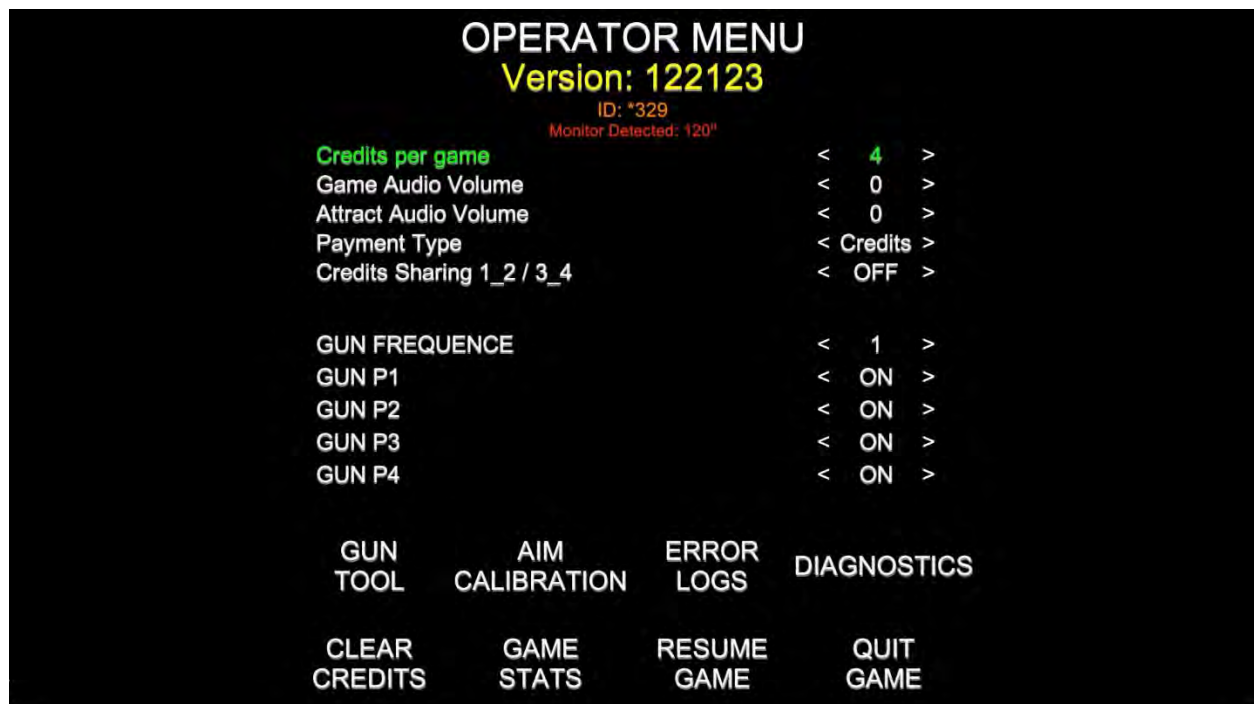 OPERATOR MENU
Version: 122123
ID: *329
Monitor Detected: 120"
Credits per game < 4 >
Game Audio Volume < 0 >
Attract Audio Volume < 0 >
Payment Type < Credits >
Credits Sharing 1_2 / 3_4 < OFF >
GUN FREQUENCE < 1 >
GUN P1 < ON >
GUN P2 < ON >
GUN P3 < ON >
GUN P4 < ON >
GUN TOOL
AIM CALIBRATION
ERROR LOGS
DIAGNOSTICS
CLEAR CREDITS
GAME STATS
RESUME GAME
QUIT GAME